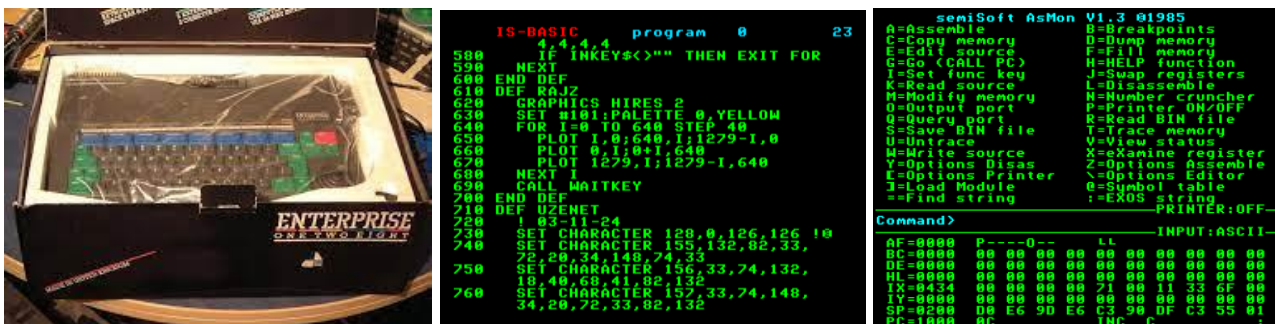 ENTERPRISE
ONE TWO EIGHT
MADE IN UNITED KINGDOM
IS-BASIC program 0 23
4,4,4,4
580 IF INKEY$<>"" THEN EXIT FOR
590 NEXT
600 END DEF
610 DEF RAJZ
620 GRAPHICS HIRES 2
630 SET #101:PALETTE 0,YELLOW
640 FOR I=0 TO 640 STEP 40
650 PLOT I,0;640,I;1279-I,0
660 PLOT 0,I;0+I,640
670 PLOT 1279,I;1279-I,640
680 NEXT I
690 CALL WAITKEY
700 END DEF
710 DEF UZENET
720 ! 03-11-24
730 SET CHARACTER 128,0,126,126 !@
740 SET CHARACTER 155,132,82,33,
72,20,34,148,74,33
750 SET CHARACTER 156,33,74,132,
18,40,68,41,82,132
760 SET CHARACTER 157,33,74,148,
34,20,72,33,82,132
semiSoft AsMon V1.3 @1985
A=Assemble B=Breakpoints
C=Copy memory D=Dump memory
E=Edit source F=Fill memory
G=Go (CALL PC) H=HELP function
I=Set func key J=Swap registers
K=Read source L=Disassemble
M=Modify memory N=Number cruncher
O=Output port P=Printer ON/OFF
Q=Query port R=Read BIN file
S=Save BIN file T=Trace memory
U=Untrace V=View status
W=Write source X=eXamine register
Y=Options Disas Z=Options Assemble
[=Options Printer \=Options Editor
]=Load Module @=Symbol table
==Find string :=EXOS string
PRINTER:OFF
Command>
INPUT:ASCII
AF=0000 P----0-- LL
BC=0000 00 00 00 00 00 00 00 00 00 00
DE=0000 00 00 00 00 00 00 00 00 00 00
HL=0000 00 00 00 00 00 00 00 00 00 00
IX=0434 00 00 00 00 71 00 11 33 6F 00
IY=0000 00 00 00 00 00 00 00 00 00 00
SP=0200 D0 E6 9D E6 C3 90 DF C3 55 01
PC=1000 0C INC C